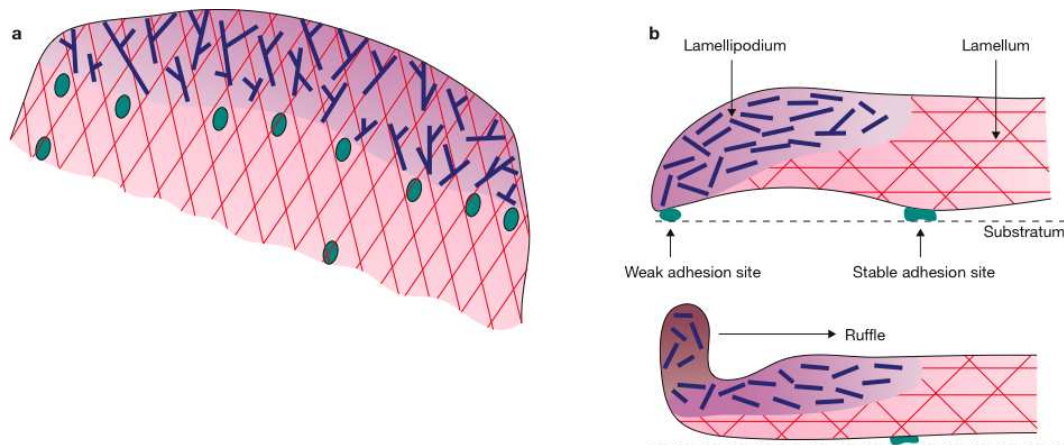 a
b
Lamellipodium
Lamellum
Substratum
Weak adhesion site
Stable adhesion site
Ruffle